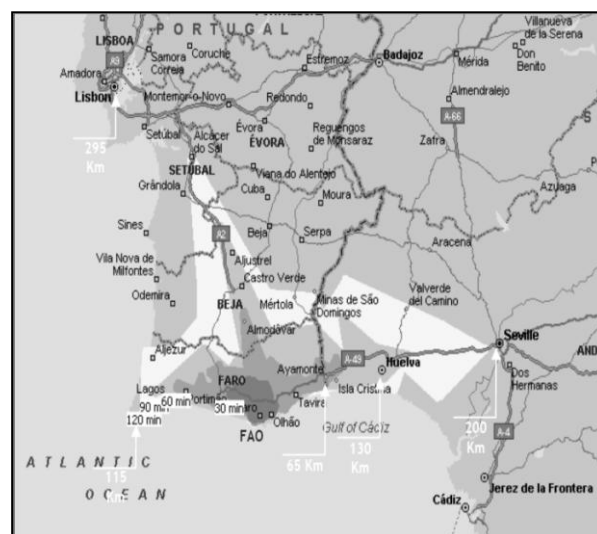 PORTUGAL
LISBOA
Samora
Correia
Coruche
Estremoz
Badajoz
Mérida
Villanueva
de la Serena
Don
Benito
Amadora
A9
Lisbon
Montemor-o-Novo
Redondo
Almendralejo
A-66
295
Km
Setúbal
Alcácer
do Sal
Évora
ÉVORA
Reguengos
de Monsaraz
Zafra
SETÚBAL
Viana do Alentejo
Grândola
Cuba
Moura
Azuaga
Sines
A2
Beja
Serpa
Aracena
Vila Nova de
Milfontes
Aljustrel
Castro Verde
Odemira
BEJA
Mértola
Minas de São
Domingos
Valverde
del Camino
Almodôvar
Aljezur
Ayamonte
A-49
Huelva
Seville
AND
Dos
Hermanas
Lagos
FARO
Isla Cristina
90 min
60 min
30 min
Tavira
120 min
FAO
Olhão
Gulf of Cádiz
200
Km
65 Km
130
Km
A-4
115
Km
ATLANTIC
OCEAN
Jerez de la Frontera
Cádiz